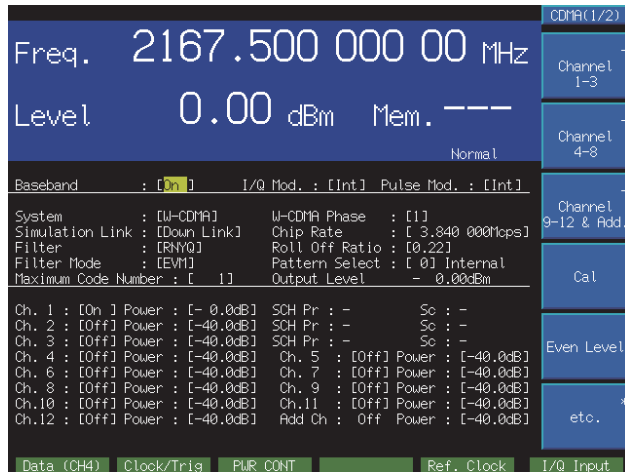 CDMA(1/2)
Freq. 2167.500 000 00 MHz
Level 0.00 dBm Mem. ---
Normal
Baseband : [On ] I/Q Mod. : [Int] Pulse Mod. : [Int]
System : [W-CDMA] W-CDMA Phase : [1]
Simulation Link : [Down Link] Chip Rate : [ 3.840 000Mcps]
Filter : [RNYQ] Roll Off Ratio : [0.22]
Filter Mode : [EVM] Pattern Select : [ 0] Internal
Maximum Code Number : [ 1] Output Level - 0.00dBm
Ch. 1 : [On ] Power : [- 0.0dB] SCH Pr : - Sc : -
Ch. 2 : [Off] Power : [-40.0dB] SCH Pr : - Sc : -
Ch. 3 : [Off] Power : [-40.0dB] SCH Pr : - Sc : -
Ch. 4 : [Off] Power : [-40.0dB] Ch. 5 : [Off] Power : [-40.0dB]
Ch. 6 : [Off] Power : [-40.0dB] Ch. 7 : [Off] Power : [-40.0dB]
Ch. 8 : [Off] Power : [-40.0dB] Ch. 9 : [Off] Power : [-40.0dB]
Ch.10 : [Off] Power : [-40.0dB] Ch.11 : [Off] Power : [-40.0dB]
Ch.12 : [Off] Power : [-40.0dB] Add Ch : Off Power : [-40.0dB]
Channel
1-3
Channel
4-8
Channel
9-12 & Add.
Cal
Even Level
*
etc.
Data (CH4) Clock/Trig PWR CONT Ref. Clock I/Q Input